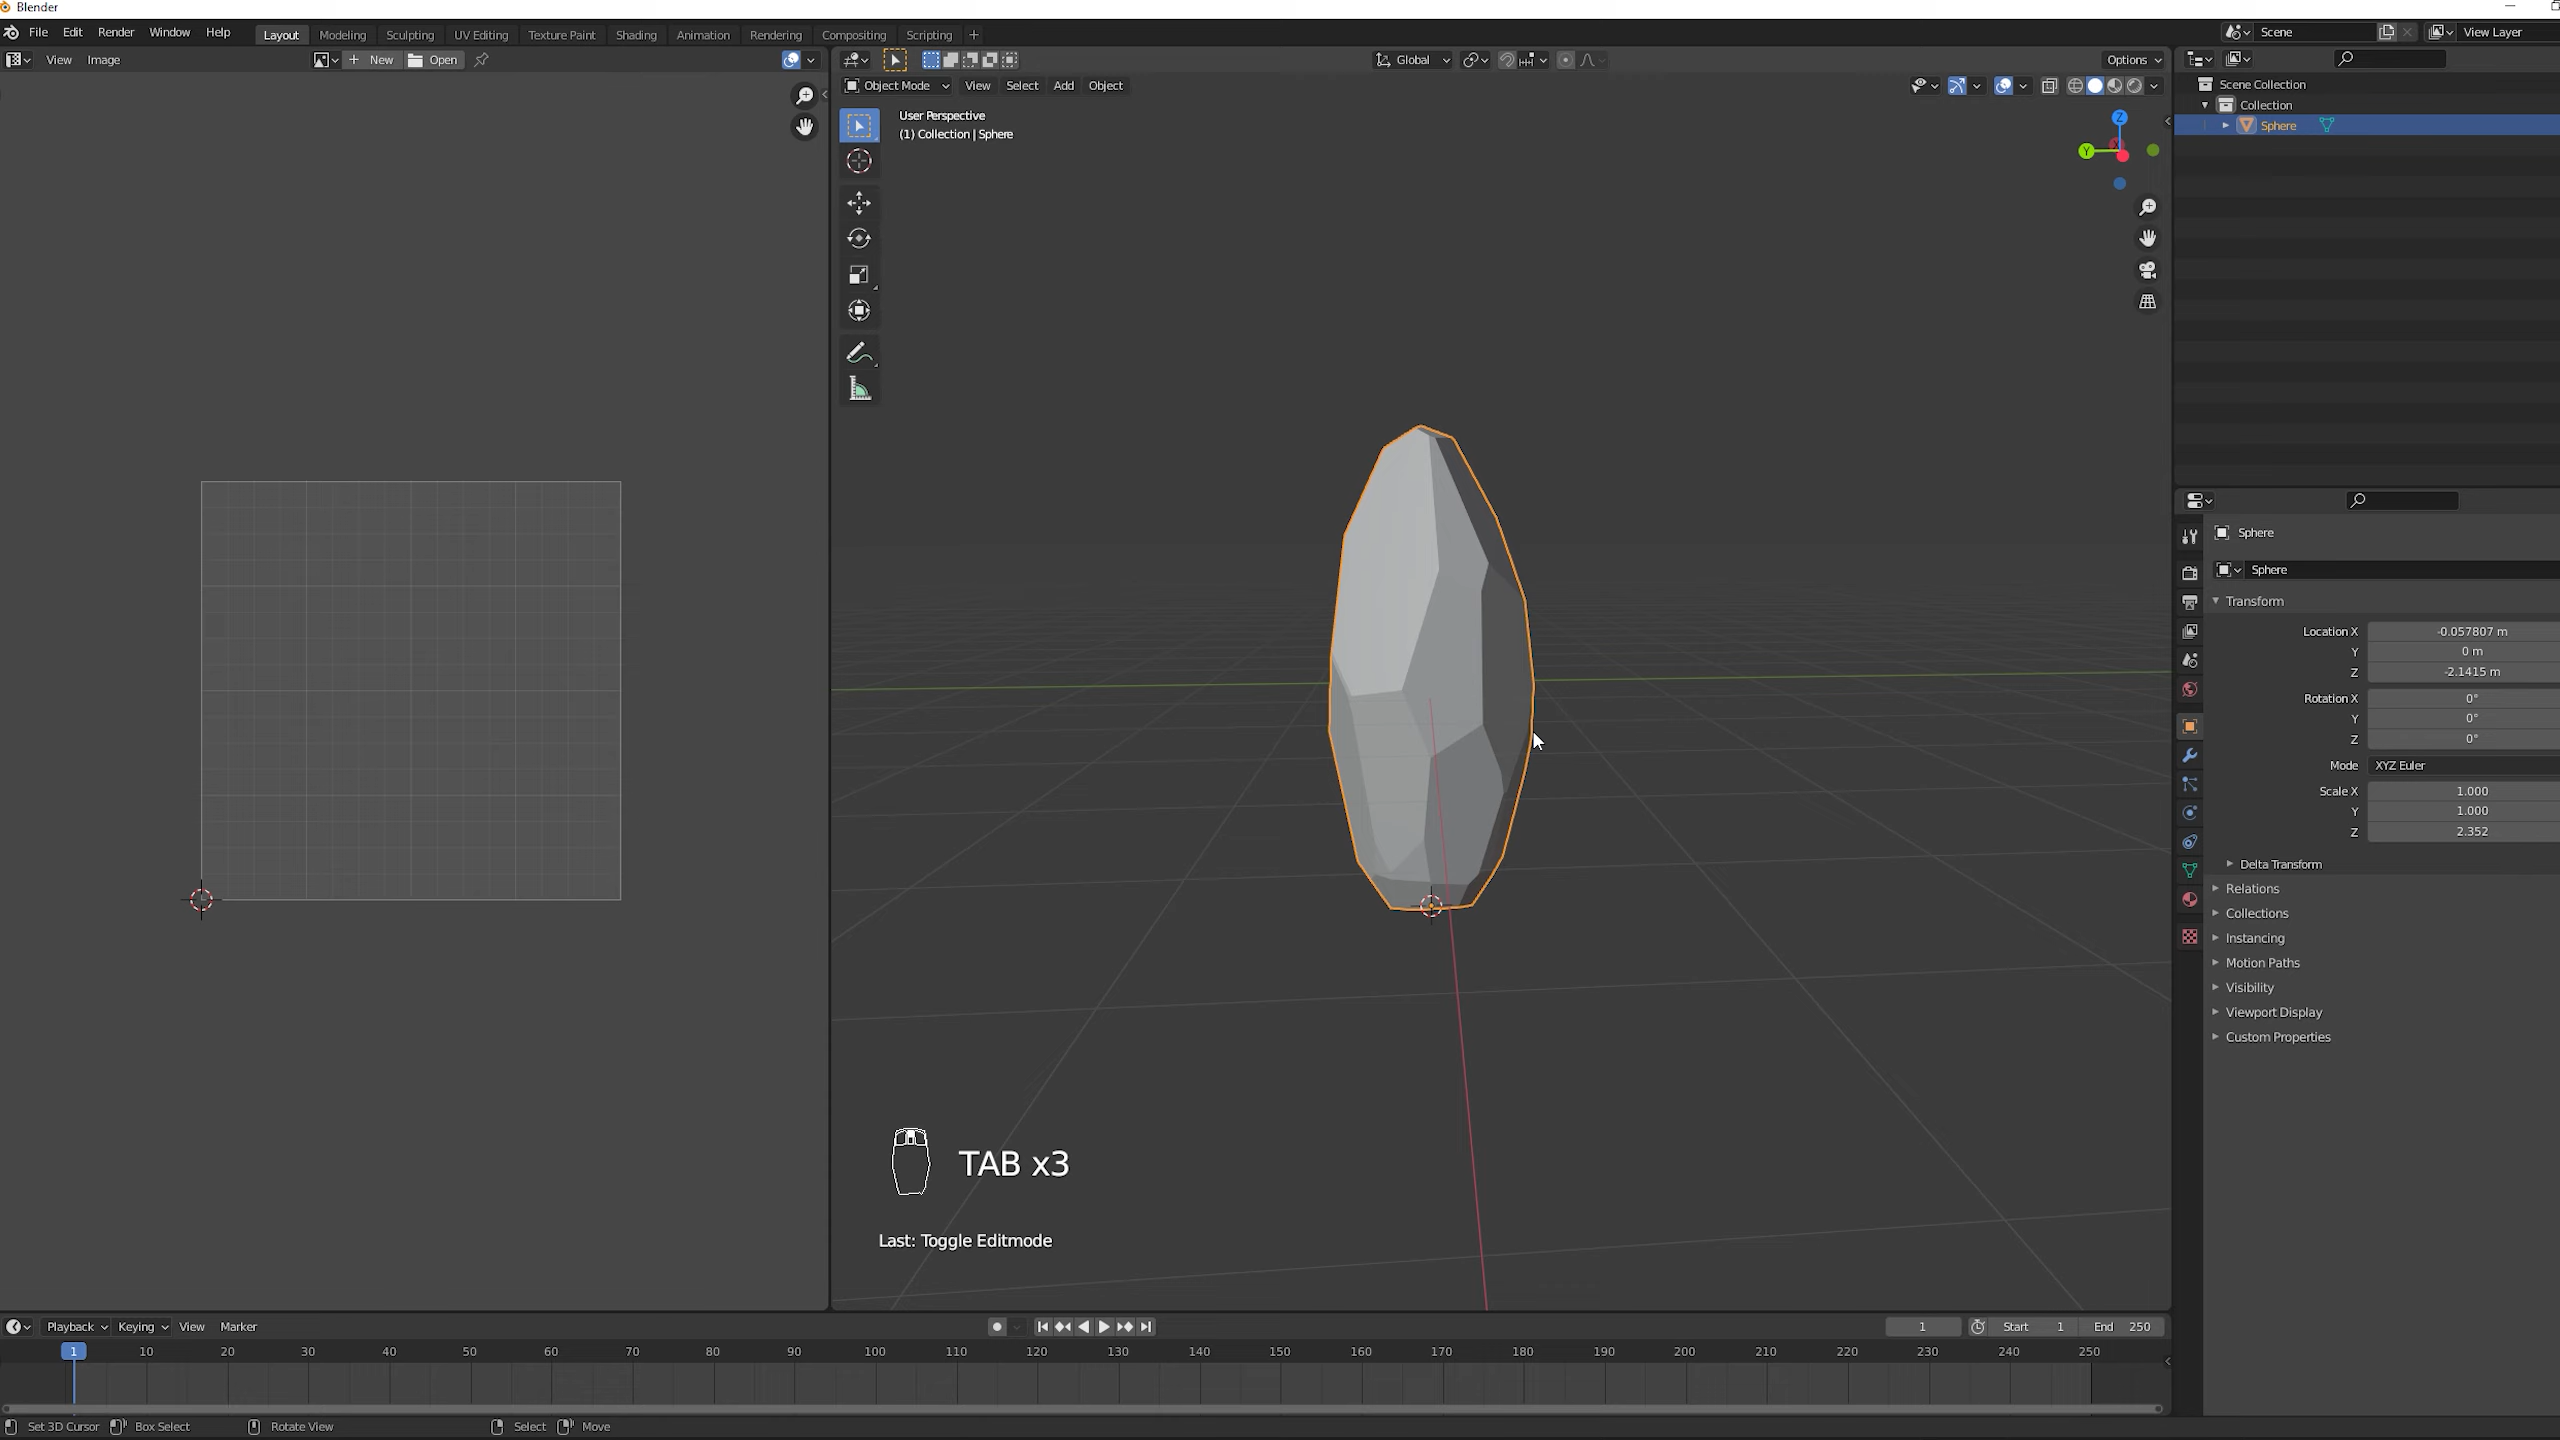 Blender
File Edit Render Window Help Layout Modeling Sculpting UV Editing Texture Paint Shading Animation Rendering Compositing Scripting + Scene View Layer
View Image + New Open Global Options
Object Mode View Select Add Object
User Perspective
(1) Collection | Sphere
Z
Y
Scene Collection
Collection
Sphere
Sphere
Sphere
Transform
Location X -0.057807 m
Y 0 m
Z -2.1415 m
Rotation X 0°
Y 0°
Z 0°
Mode XYZ Euler
Scale X 1.000
Y 1.000
Z 2.352
Delta Transform
Relations
Collections
Instancing
Motion Paths
Visibility
Viewport Display
Custom Properties
TAB x3
Last: Toggle Editmode
Playback Keying View Marker 1 Start 1 End 250
1 10 20 30 40 50 60 70 80 90 100 110 120 130 140 150 160 170 180 190 200 210 220 230 240 250
Set 3D Cursor Box Select Rotate View Select Move